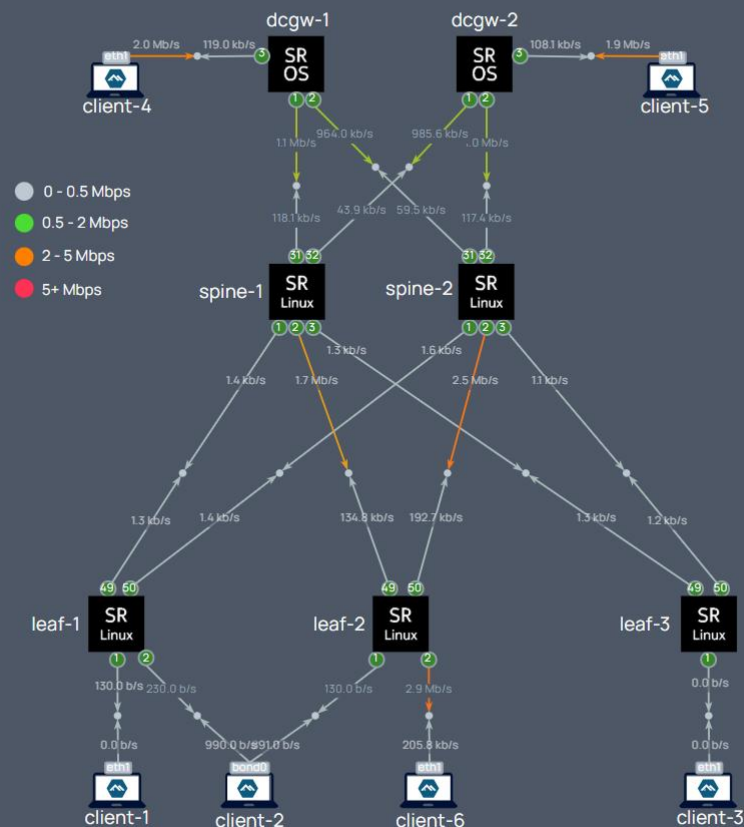 dcgw-1
dcgw-2
2.0 Mb/s
119.0 kb/s
3
SR
OS
SR
OS
3
108.1 kb/s
1.9 Mb/s
eth1
eth1
client-4
client-5
1
2
1
2
964.0 kb/s
985.6 kb/s
1.1 Mb/s
.0 Mb/s
0 - 0.5 Mbps
0.5 - 2 Mbps
2 - 5 Mbps
5+ Mbps
118.1 kb/s
43.9 kb/s
59.5 kb/s
117.4 kb/s
31
32
31
32
spine-1
SR
Linux
spine-2
SR
Linux
1
2
3
1
2
3
1.3 kb/s
1.6 kb/s
1.4 kb/s
1.7 Mb/s
2.5 Mb/s
1.1 kb/s
1.3 kb/s
1.4 kb/s
134.8 kb/s
192.7 kb/s
1.3 kb/s
1.2 kb/s
49
50
49
50
49
50
leaf-1
SR
Linux
leaf-2
SR
Linux
leaf-3
SR
Linux
1
2
1
2
1
130.0 b/s
230.0 b/s
130.0 b/s
2.9 Mb/s
0.0 b/s
0.0 b/s
990.0 b/s
991.0 b/s
205.8 kb/s
0.0 b/s
eth1
bond0
eth1
eth1
client-1
client-2
client-6
client-3